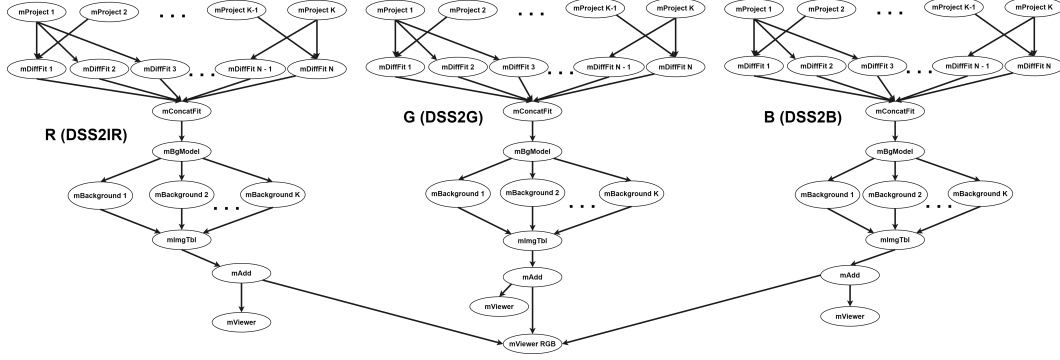 mProject 1 mProject 2 . . . mProject K-1 mProject K
mDiffFit 1 mDiffFit 2 mDiffFit 3 . . . mDiffFit N - 1 mDiffFit N
mConcatFit
R (DSS2IR)
mBgModel
mBackground 1 mBackground 2 . . . mBackground K
mImgTbl
mAdd
mViewer
mProject 1 mProject 2 . . . mProject K-1 mProject K
mDiffFit 1 mDiffFit 2 mDiffFit 3 ... mDiffFit N - 1 mDiffFit N
mConcatFit
G (DSS2G)
mBgModel
mBackground 1 mBackground 2 . . . mBackground K
mImgTbl
mAdd
mViewer
mViewer RGB
mProject 1 mProject 2 . . . mProject K-1 mProject K
mDiffFit 1 mDiffFit 2 mDiffFit 3 ... mDiffFit N - 1 mDiffFit N
mConcatFit
B (DSS2B)
mBgModel
mBackground 1 mBackground 2 . . . mBackground K
mImgTbl
mAdd
mViewer